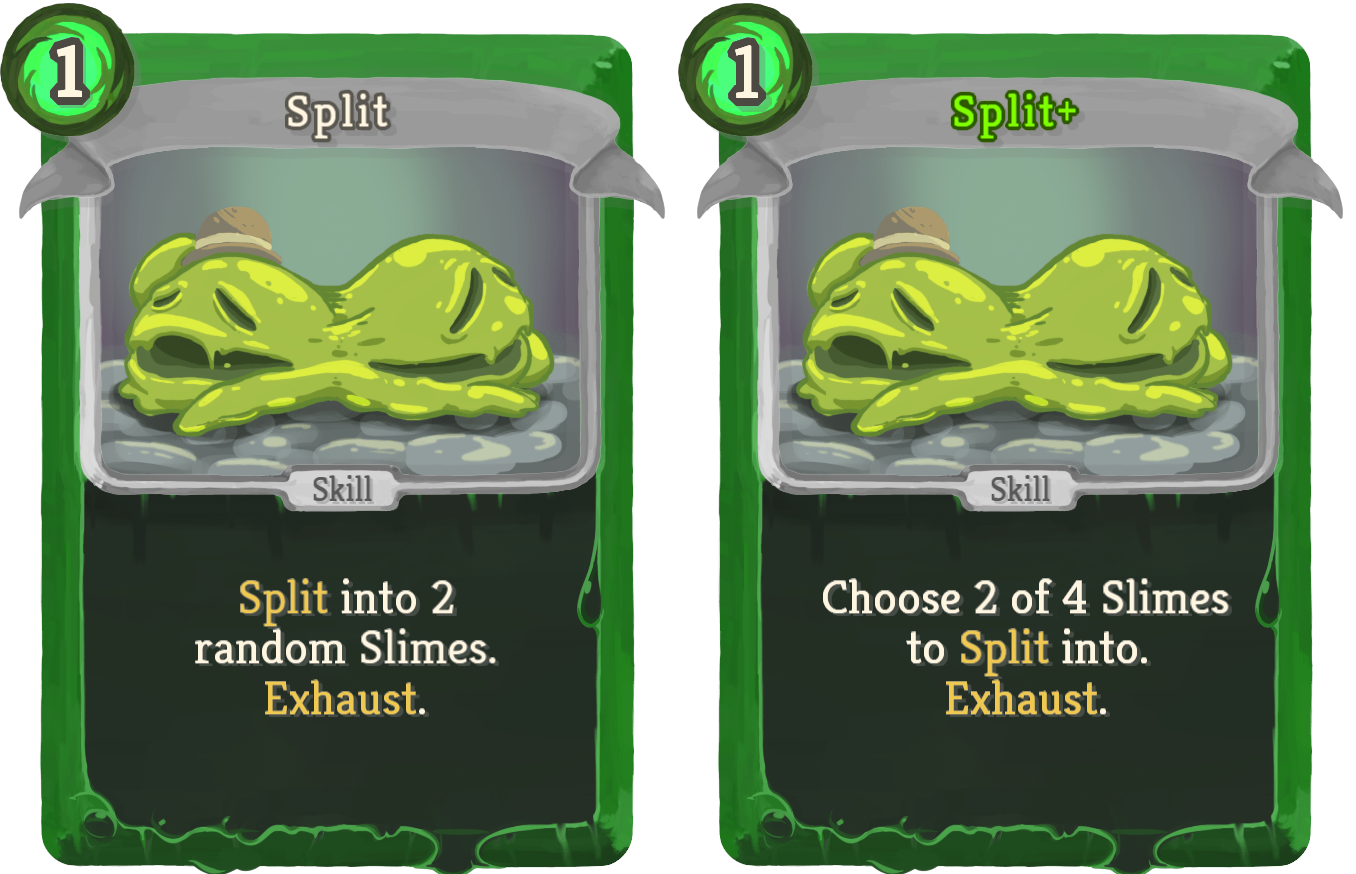 1
Split
Skill
Split into 2
random Slimes.
Exhaust.
1
Split+
Skill
Choose 2 of 4 Slimes
to Split into.
Exhaust.